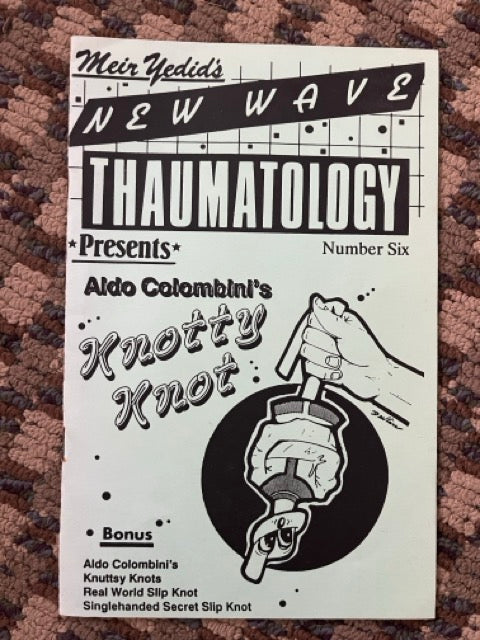 Meir Yedid's
NEW WAVE
THAUMATOLOGY
*Presents*
Number Six
Aldo Colombini's
Knotty
Knot
Bonus
Aldo Colombini's
Knuttsy Knots
Real World Slip Knot
Singlehanded Secret Slip Knot